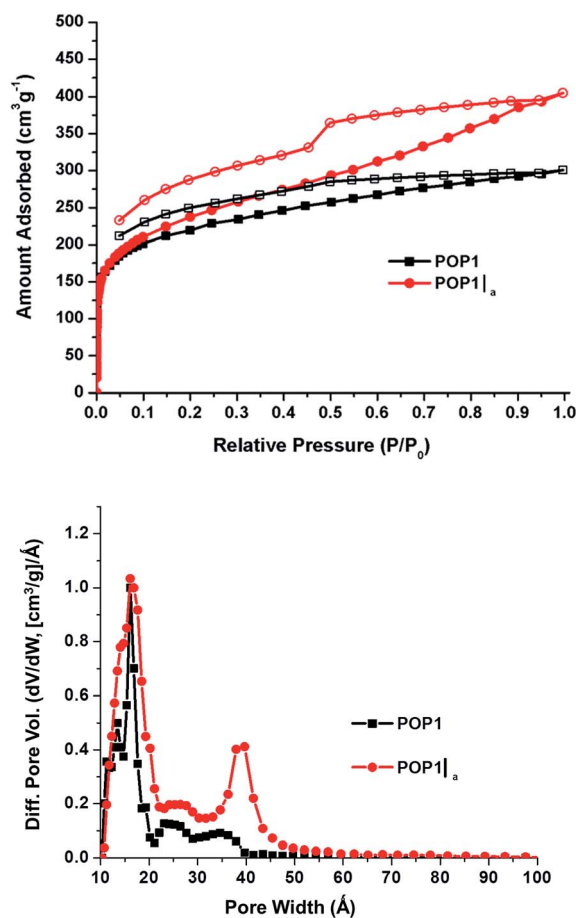 500
450
400
350
300
250
200
150
100
50
0
Amount Adsorbed (cm³g⁻¹)
POP1
POP1|ₐ
0.0 0.1 0.2 0.3 0.4 0.5 0.6 0.7 0.8 0.9 1.0
Relative Pressure (P/P₀)
1.2
1.0
0.8
0.6
0.4
0.2
0.0
Diff. Pore Vol. (dV/dW, [cm³/g]/Å)
POP1
POP1|ₐ
10 20 30 40 50 60 70 80 90 100
Pore Width (Å)